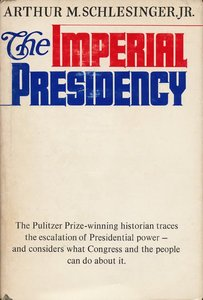 ARTHUR M. SCHLESINGER, JR.
The IMPERIAL
PRESIDENCY
The Pulitzer Prize-winning historian traces
the escalation of Presidential power —
and considers what Congress and the people
can do about it.